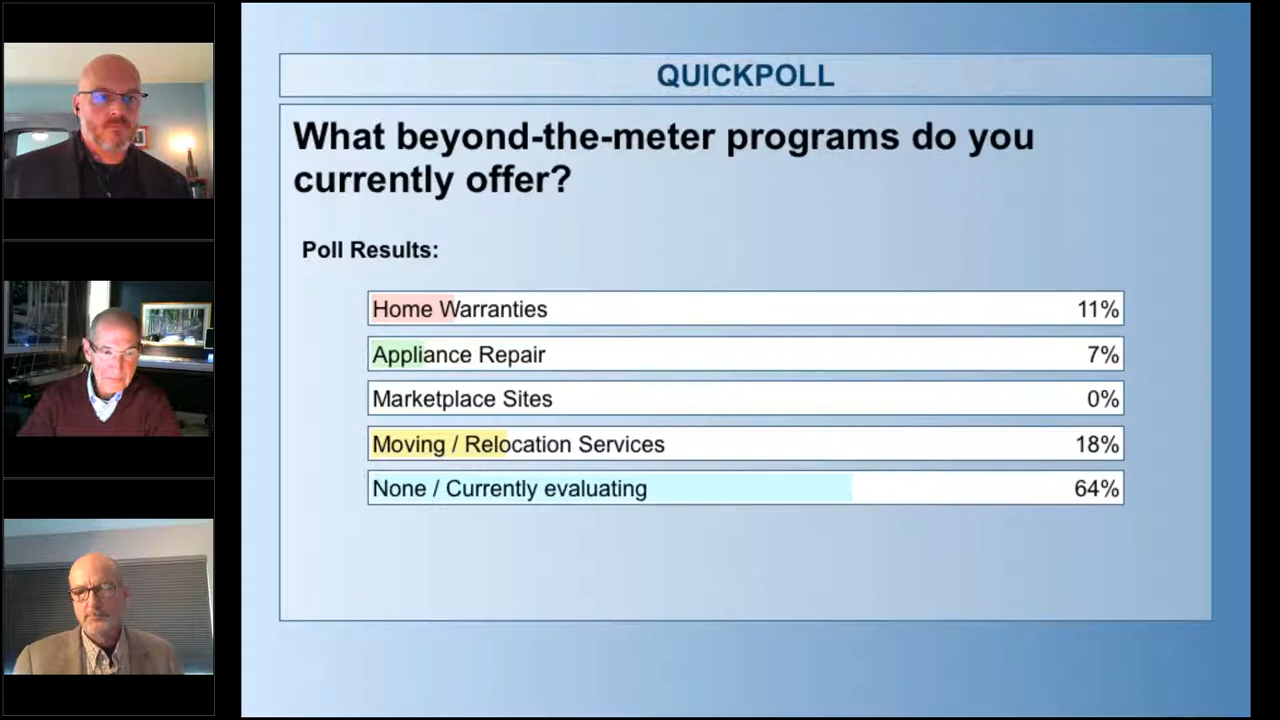 QUICKPOLL
What beyond-the-meter programs do you
currently offer?
Poll Results:
Home Warranties 11%
Appliance Repair 7%
Marketplace Sites 0%
Moving / Relocation Services 18%
None / Currently evaluating 64%